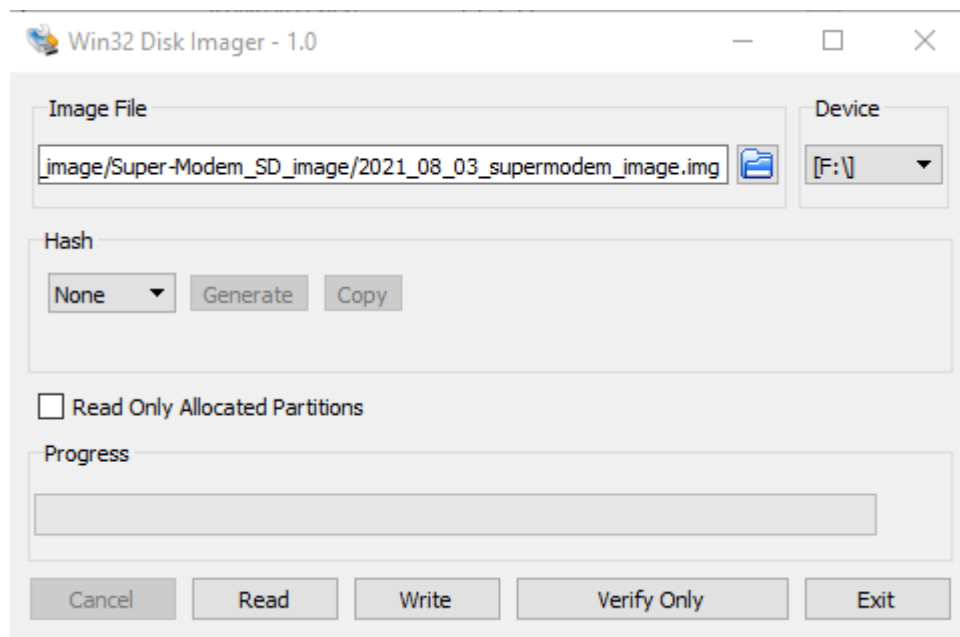 Win32 Disk Imager - 1.0
Image File
Device
_image/Super-Modem_SD_image/2021_08_03_supermodem_image.img
[F:\]
Hash
None
Generate
Copy
Read Only Allocated Partitions
Progress
Cancel
Read
Write
Verify Only
Exit